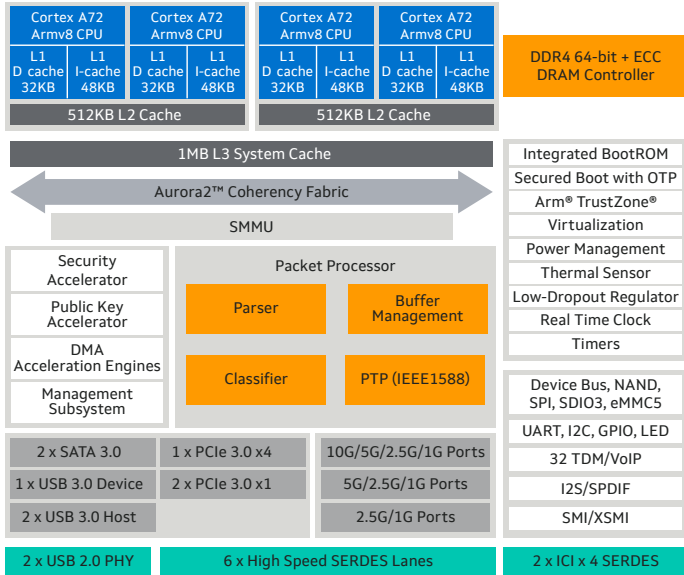 Cortex A72
Armv8 CPU
Cortex A72
Armv8 CPU
L1
D cache
32KB
L1
I-cache
48KB
L1
D cache
32KB
L1
I-cache
48KB
512KB L2 Cache
Cortex A72
Armv8 CPU
Cortex A72
Armv8 CPU
L1
D cache
32KB
L1
I-cache
48KB
L1
D cache
32KB
L1
I-cache
48KB
512KB L2 Cache
DDR4 64-bit + ECC
DRAM Controller
1MB L3 System Cache
Aurora2™ Coherency Fabric
SMMU
Security
Accelerator
Public Key
Accelerator
DMA
Acceleration Engines
Management
Subsystem
Packet Processor
Parser
Buffer
Management
Classifier
PTP (IEEE1588)
Integrated BootROM
Secured Boot with OTP
Arm® TrustZone®
Virtualization
Power Management
Thermal Sensor
Low-Dropout Regulator
Real Time Clock
Timers
Device Bus, NAND,
SPI, SDIO3, eMMC5
UART, I2C, GPIO, LED
32 TDM/VoIP
I2S/SPDIF
SMI/XSMI
2 x SATA 3.0
1 x PCIe 3.0 x4
1 x USB 3.0 Device
2 x PCIe 3.0 x1
2 x USB 3.0 Host
10G/5G/2.5G/1G Ports
5G/2.5G/1G Ports
2.5G/1G Ports
2 x USB 2.0 PHY
6 x High Speed SERDES Lanes
2 x ICI x 4 SERDES